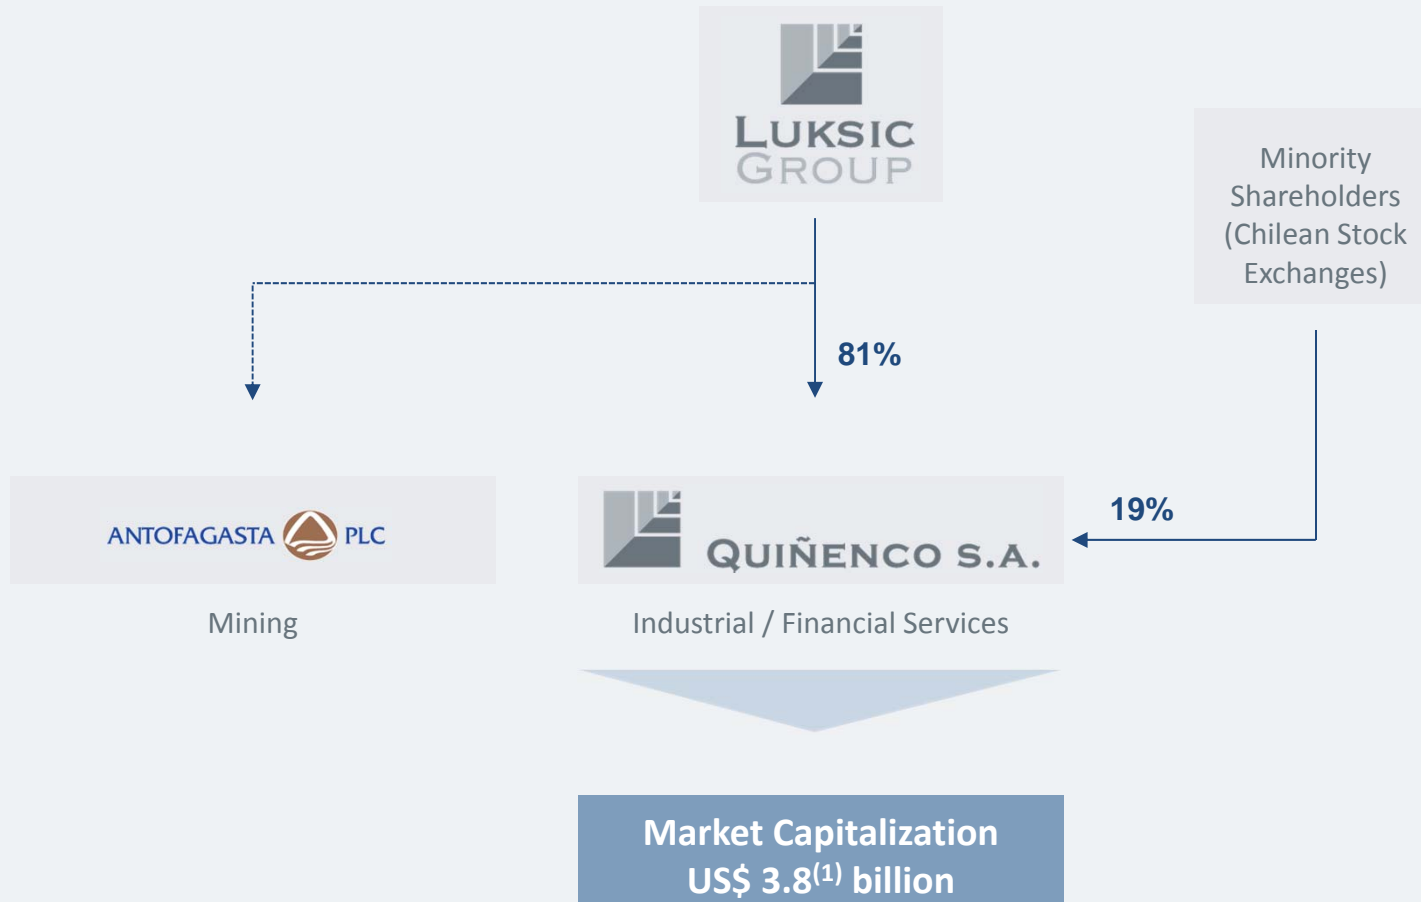 LUKSIC
GROUP
Minority
Shareholders
(Chilean Stock
Exchanges)
81%
19%
ANTOFAGASTA PLC
QUIÑENCO S.A.
Mining
Industrial / Financial Services
Market Capitalization
US$ 3.8(1) billion